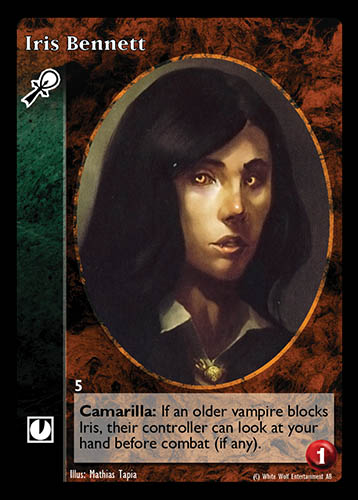 Iris Bennett
5
Camarilla: If an older vampire blocks
Iris, their controller can look at your
hand before combat (if any).
1
Illus: Mathias Tapia
(C) White Wolf Entertainment AB